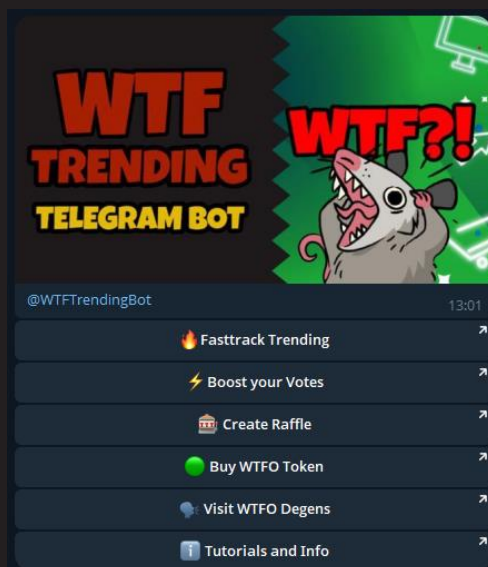 WTF
TRENDING
TELEGRAM BOT
WTF?!
@WTFTrendingBot
13:01
Fasttrack Trending
Boost your Votes
Create Raffle
Buy WTFO Token
Visit WTFO Degens
Tutorials and Info